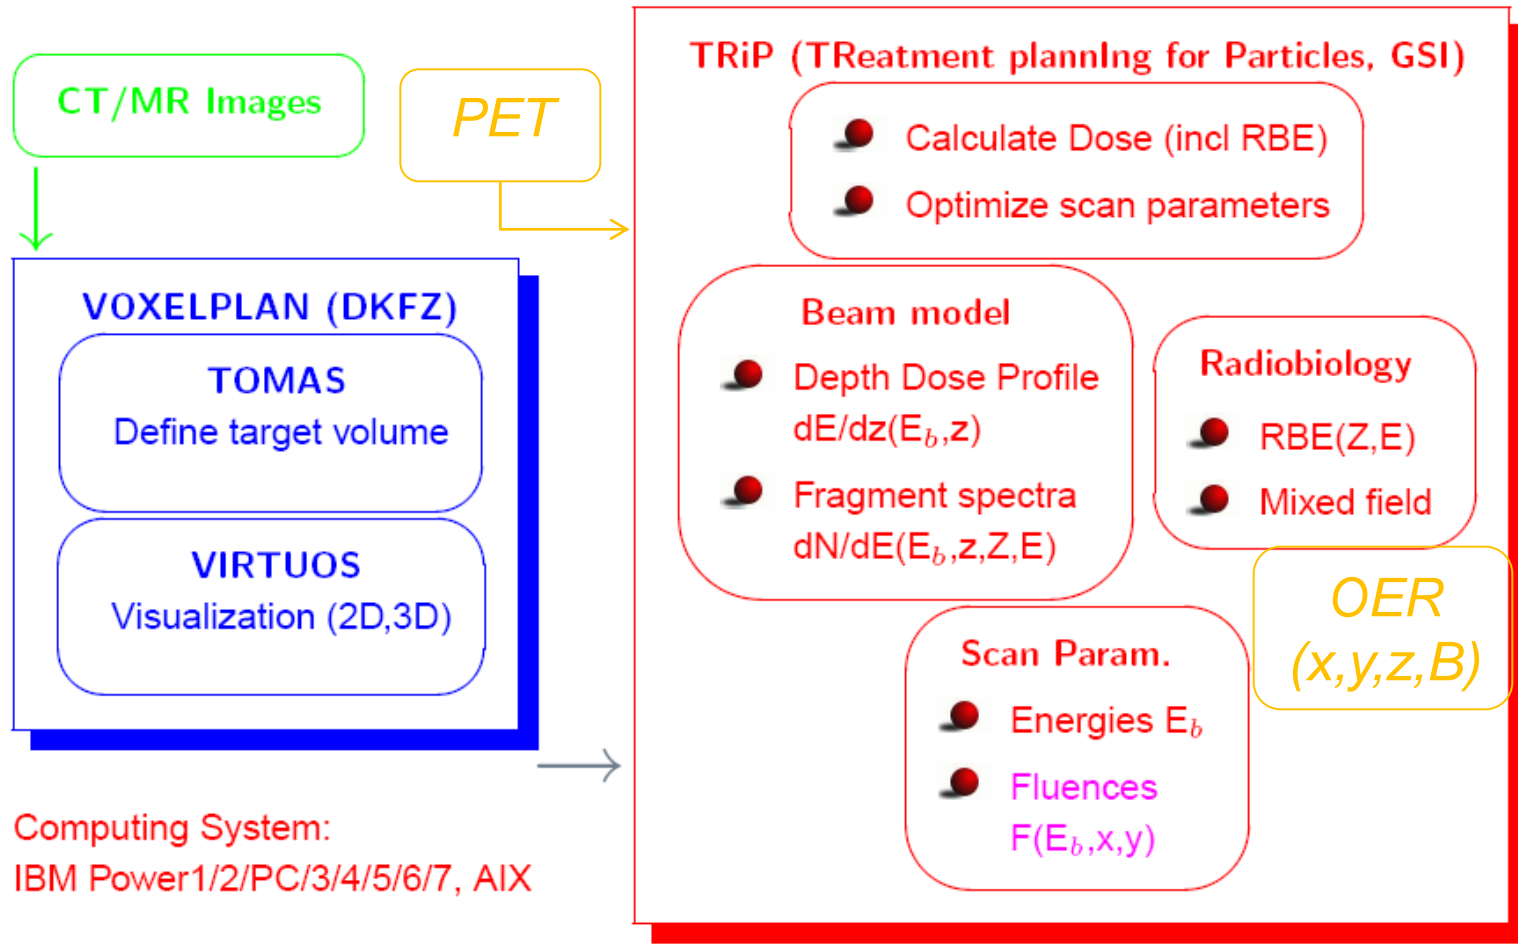 CT/MR Images
PET
VOXELPLAN (DKFZ)
TOMAS
Define target volume
VIRTUOS
Visualization (2D,3D)
Computing System:
IBM Power1/2/PC/3/4/5/6/7, AIX
TRiP (TReatment plannIng for Particles, GSI)
Calculate Dose (incl RBE)
Optimize scan parameters
Beam model
Depth Dose Profile
dE/dz(E_b,z)
Fragment spectra
dN/dE(E_b,z,Z,E)
Radiobiology
RBE(Z,E)
Mixed field
OER
(x,y,z,B)
Scan Param.
Energies E_b
Fluences
F(E_b,x,y)